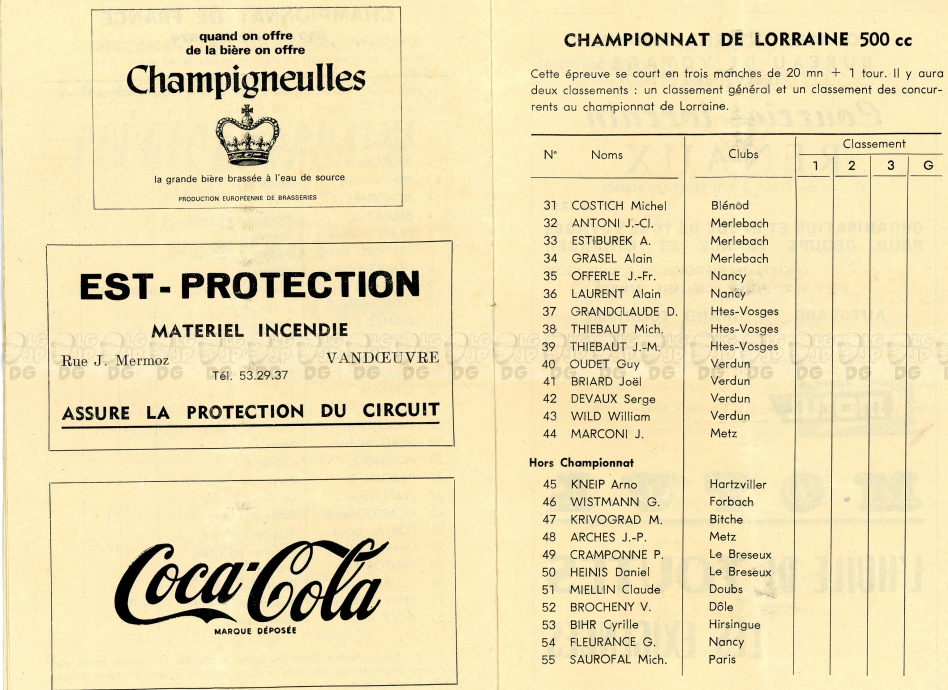 quand on offre
de la bière on offre
Champigneulles
la grande bière brassée à l'eau de source
PRODUCTION EUROPÉENNE DE BRASSERIES
EST - PROTECTION
MATERIEL INCENDIE
Rue J. Mermoz VANDŒUVRE
Tél. 53.29.37
ASSURE LA PROTECTION DU CIRCUIT
Coca-Cola
MARQUE DÉPOSÉE
CHAMPIONNAT DE LORRAINE 500 cc
Cette épreuve se court en trois manches de 20 mn + 1 tour. Il y aura
deux classements : un classement général et un classement des concur-
rents au championnat de Lorraine.
N° Noms Clubs Classement
1 2 3 G
31 COSTICH Michel Blénod
32 ANTONI J.-Cl. Merlebach
33 ESTIBUREK A. Merlebach
34 GRASEL Alain Merlebach
35 OFFERLE J.-Fr. Nancy
36 LAURENT Alain Nancy
37 GRANDCLAUDE D. Htes-Vosges
38 THIEBAUT Mich. Htes-Vosges
39 THIEBAUT J.-M. Htes-Vosges
40 OUDET Guy Verdun
41 BRIARD Joël Verdun
42 DEVAUX Serge Verdun
43 WILD William Verdun
44 MARCONI J. Metz
Hors Championnat
45 KNEIP Arno Hartzviller
46 WISTMANN G. Forbach
47 KRIVOGRAD M. Bitche
48 ARCHES J.-P. Metz
49 CRAMPONNE P. Le Breseux
50 HEINIS Daniel Le Breseux
51 MIELLIN Claude Doubs
52 BROCHENY V. Dôle
53 BIHR Cyrille Hirsingue
54 FLEURANCE G. Nancy
55 SAUROFAL Mich. Paris